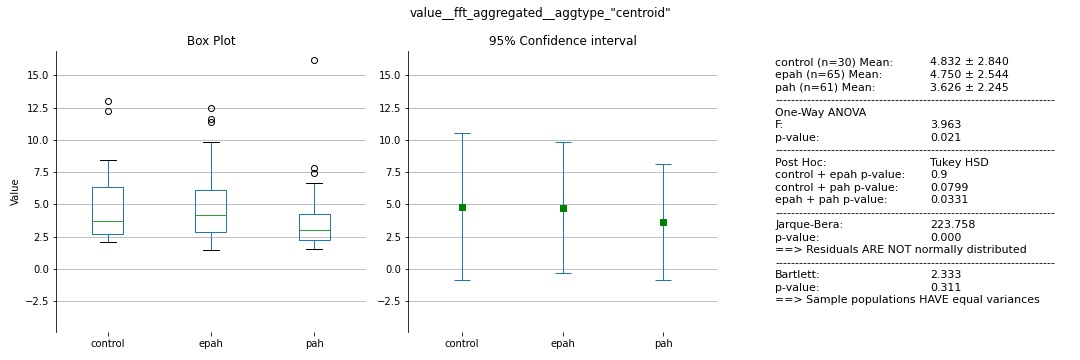 value__fft_aggregated__aggtype_"centroid"
Box Plot
Value
15.0
12.5
10.0
7.5
5.0
2.5
0.0
−2.5
control epah pah
95% Confidence interval
15.0
12.5
10.0
7.5
5.0
2.5
0.0
−2.5
control epah pah
control (n=30) Mean: 4.832 ± 2.840
epah (n=65) Mean: 4.750 ± 2.544
pah (n=61) Mean: 3.626 ± 2.245
One-Way ANOVA
F: 3.963
p-value: 0.021
Post Hoc: Tukey HSD
control + epah p-value: 0.9
control + pah p-value: 0.0799
epah + pah p-value: 0.0331
Jarque-Bera: 223.758
p-value: 0.000
==> Residuals ARE NOT normally distributed
Bartlett: 2.333
p-value: 0.311
==> Sample populations HAVE equal variances